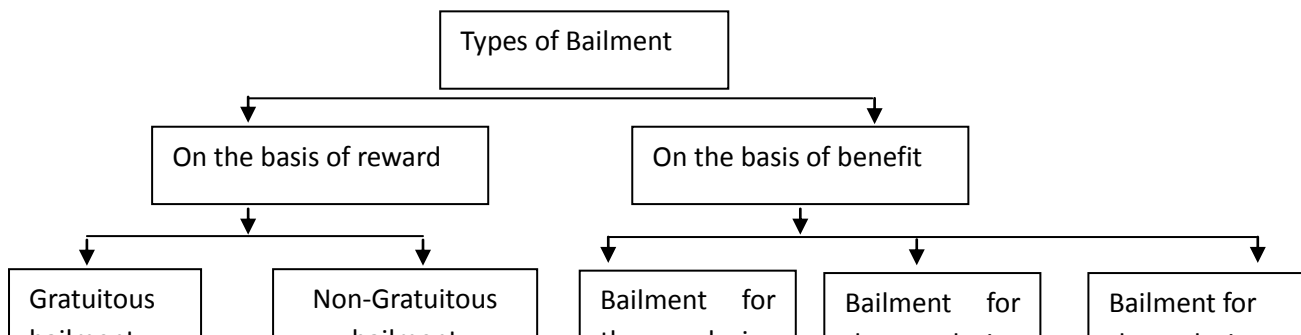 Types of Bailment
On the basis of reward
On the basis of benefit
Gratuitous
Non-Gratuitous
bailment
Bailment for
Bailment for
Bailment for